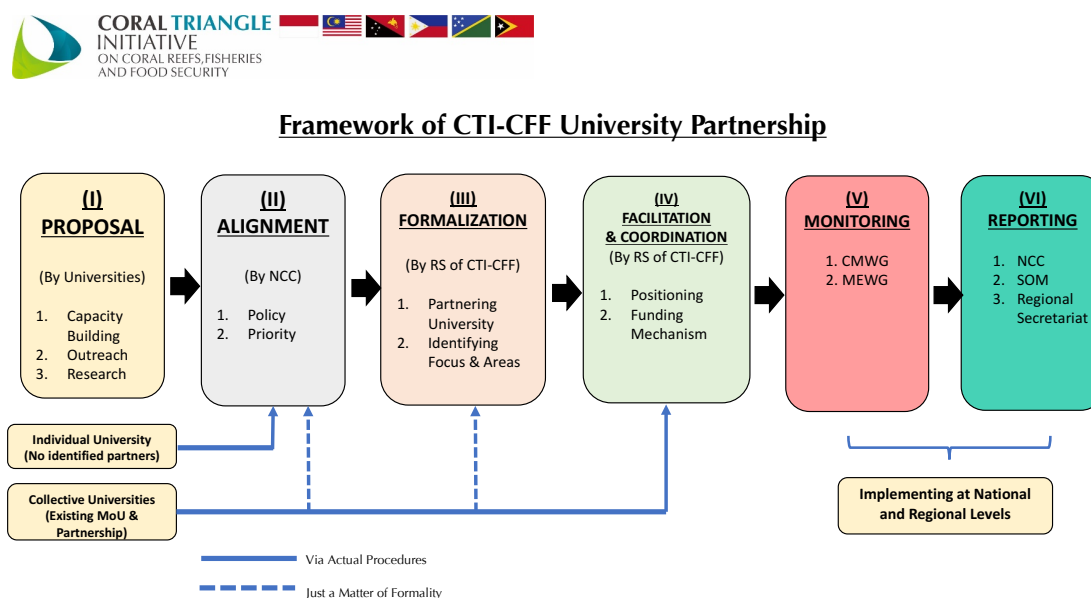 CORAL TRIANGLE
INITIATIVE
ON CORAL REEFS, FISHERIES
AND FOOD SECURITY
Framework of CTI-CFF University Partnership
(I)
PROPOSAL
(By Universities)
1. Capacity
Building
2. Outreach
3. Research
(II)
ALIGNMENT
(By NCC)
1. Policy
2. Priority
(III)
FORMALIZATION
(By RS of CTI-CFF)
1. Partnering
University
2. Identifying
Focus & Areas
(IV)
FACILITATION
& COORDINATION
(By RS of CTI-CFF)
1. Positioning
2. Funding
Mechanism
(V)
MONITORING
1. CMWG
2. MEWG
(VI)
REPORTING
1. NCC
2. SOM
3. Regional
Secretariat
Individual University
(No identified partners)
Collective Universities
(Existing MoU &
Partnership)
Implementing at National
and Regional Levels
Via Actual Procedures
Just a Matter of Formality